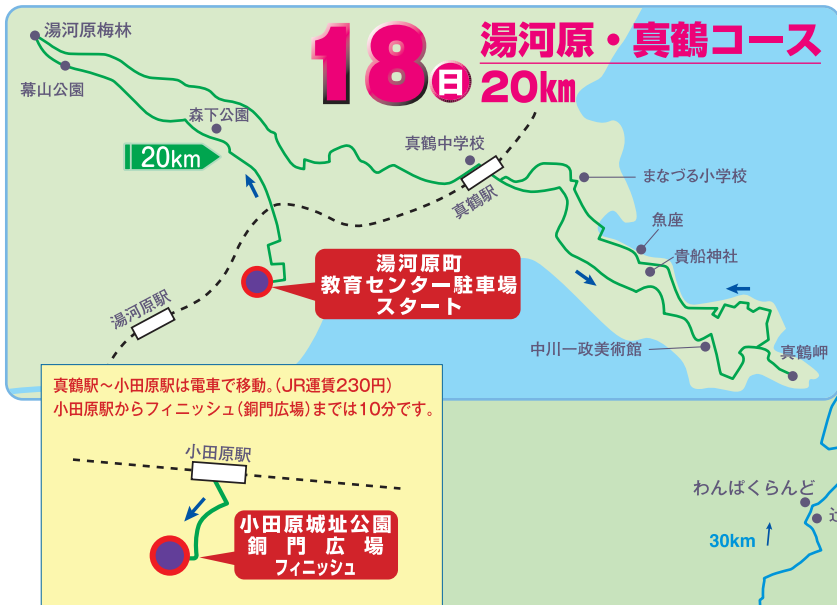 18日
湯河原・真鶴コース
20km
湯河原梅林
幕山公園
森下公園
20km
真鶴中学校
真鶴駅
まなづる小学校
魚座
貴船神社
湯河原町
教育センター駐車場
スタート
湯河原駅
中川一政美術館
真鶴岬
真鶴駅～小田原駅は電車で移動。(JR運賃230円)
小田原駅からフィニッシュ(銅門広場)までは10分です。
小田原駅
小田原城址公園
銅門広場
フィニッシュ
わんぱくらんど
30km